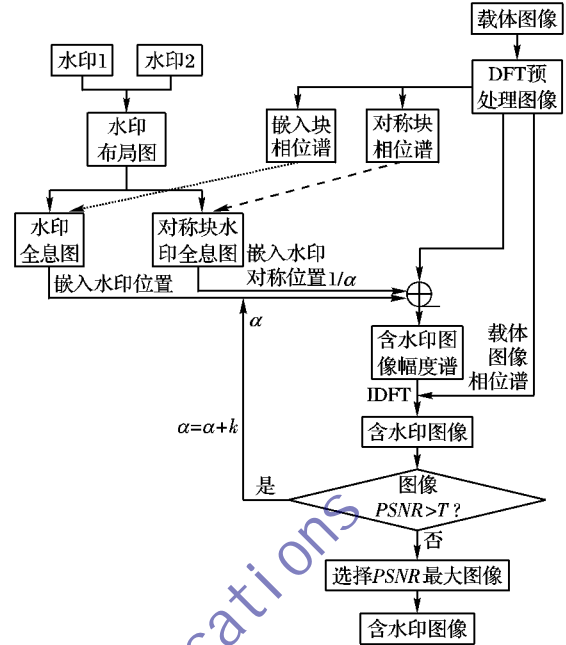 载体图像
水印1
水印2
DFT预
处理图像
水印
布局图
嵌入块
相位谱
对称块
相位谱
水印
全息图
对称块水
印全息图
嵌入水印
对称位置1/α
嵌入水印位置
α
含水印图
像幅度谱
载体
图像
相位谱
IDFT
α=α+k
含水印图像
是
图像
PSNR>T?
否
选择PSNR最大图像
含水印图像
cations